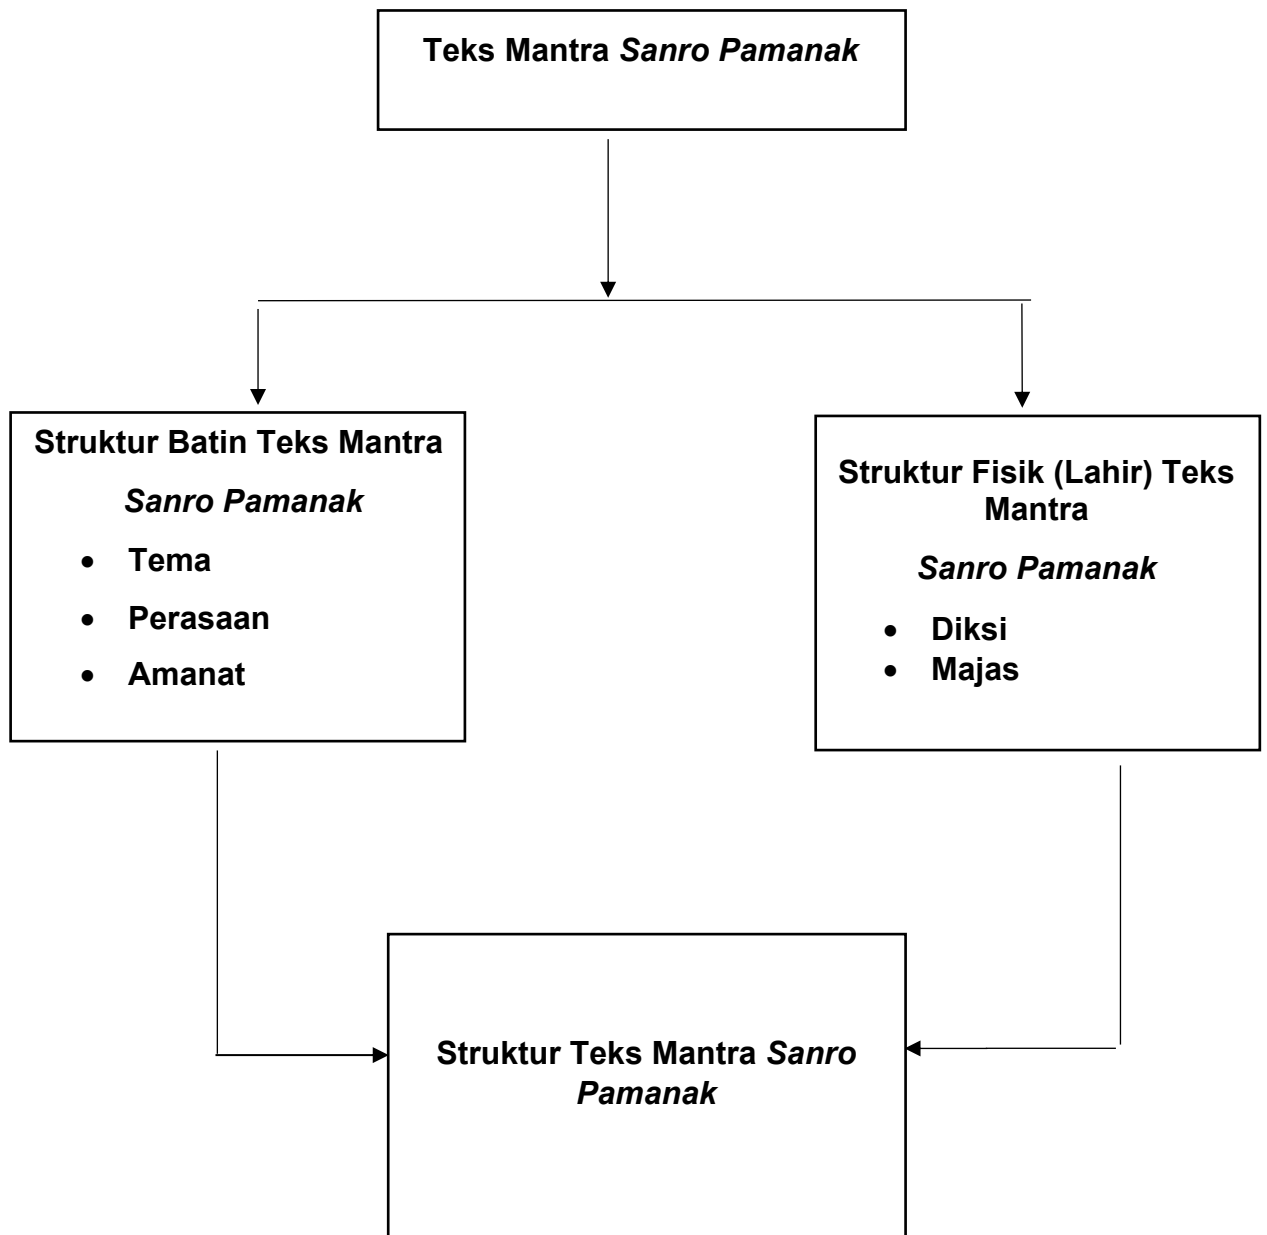 Teks Mantra Sanro Pamanak
Struktur Batin Teks Mantra
Sanro Pamanak
• Tema
• Perasaan
• Amanat
Struktur Fisik (Lahir) Teks
Mantra
Sanro Pamanak
• Diksi
• Majas
Struktur Teks Mantra Sanro
Pamanak